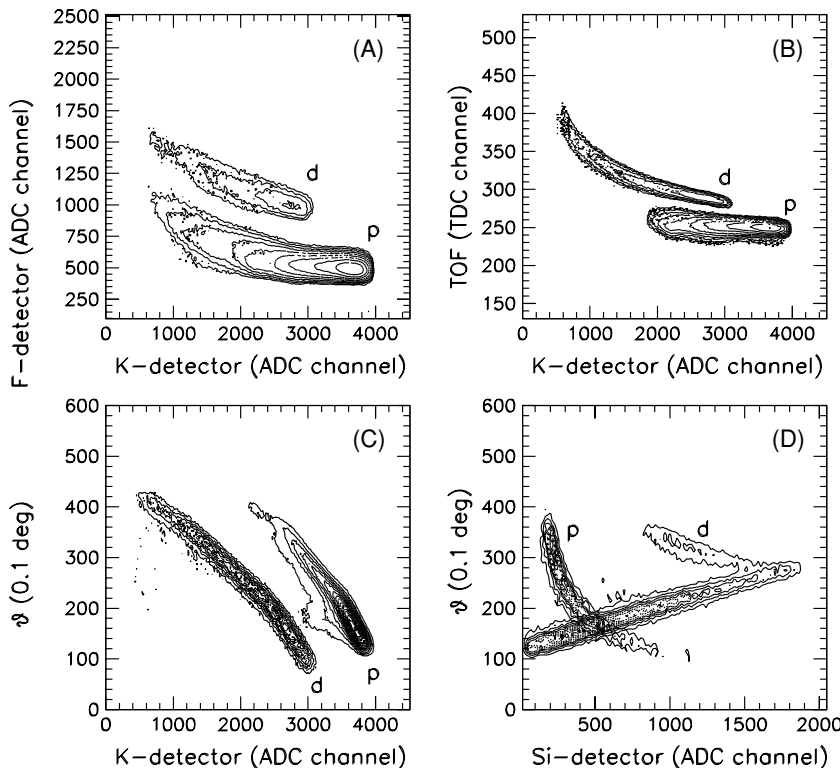 (A)
2500
2250
2000
1750
1500
1250
1000
750
500
250
F-detector (ADC channel)
d
p
0 1000 2000 3000 4000
K-detector (ADC channel)
(B)
500
450
400
350
300
250
200
150
TOF (TDC channel)
d
p
0 1000 2000 3000 4000
K-detector (ADC channel)
(C)
600
500
400
300
200
100
0
ϑ (0.1 deg)
d
p
0 1000 2000 3000 4000
K-detector (ADC channel)
(D)
600
500
400
300
200
100
0
ϑ (0.1 deg)
p
d
500 1000 1500 2000
Si-detector (ADC channel)